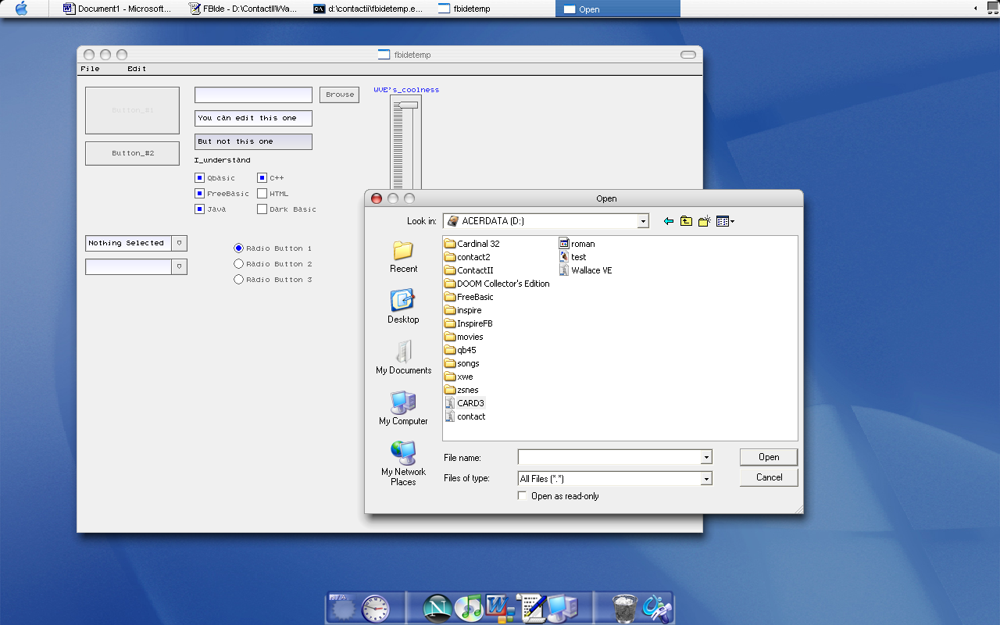 Document1 - Microsoft...
FBIde - D:\ContactII\Wa...
d:\contactii\fbidetemp.e...
fbidetemp
Open
fbidetemp
File Edit
Button_#1
Button_#2
Browse
You can edit this one
But not this one
I_understand
Qbasic
C++
FreeBasic
HTML
Java
Dark Basic
WVE's_coolness
Nothing Selected
Radio Button 1
Radio Button 2
Radio Button 3
Open
Look in:
ACERDATA (D:)
Recent
Desktop
My Documents
My Computer
My Network
Places
Cardinal 32
contact2
ContactII
DOOM Collector's Edition
FreeBasic
inspire
InspireFB
movies
qb45
songs
xwe
zsnes
CARD3
contact
roman
test
Wallace VE
File name:
Open
Files of type:
All Files (*.*)
Cancel
Open as read-only